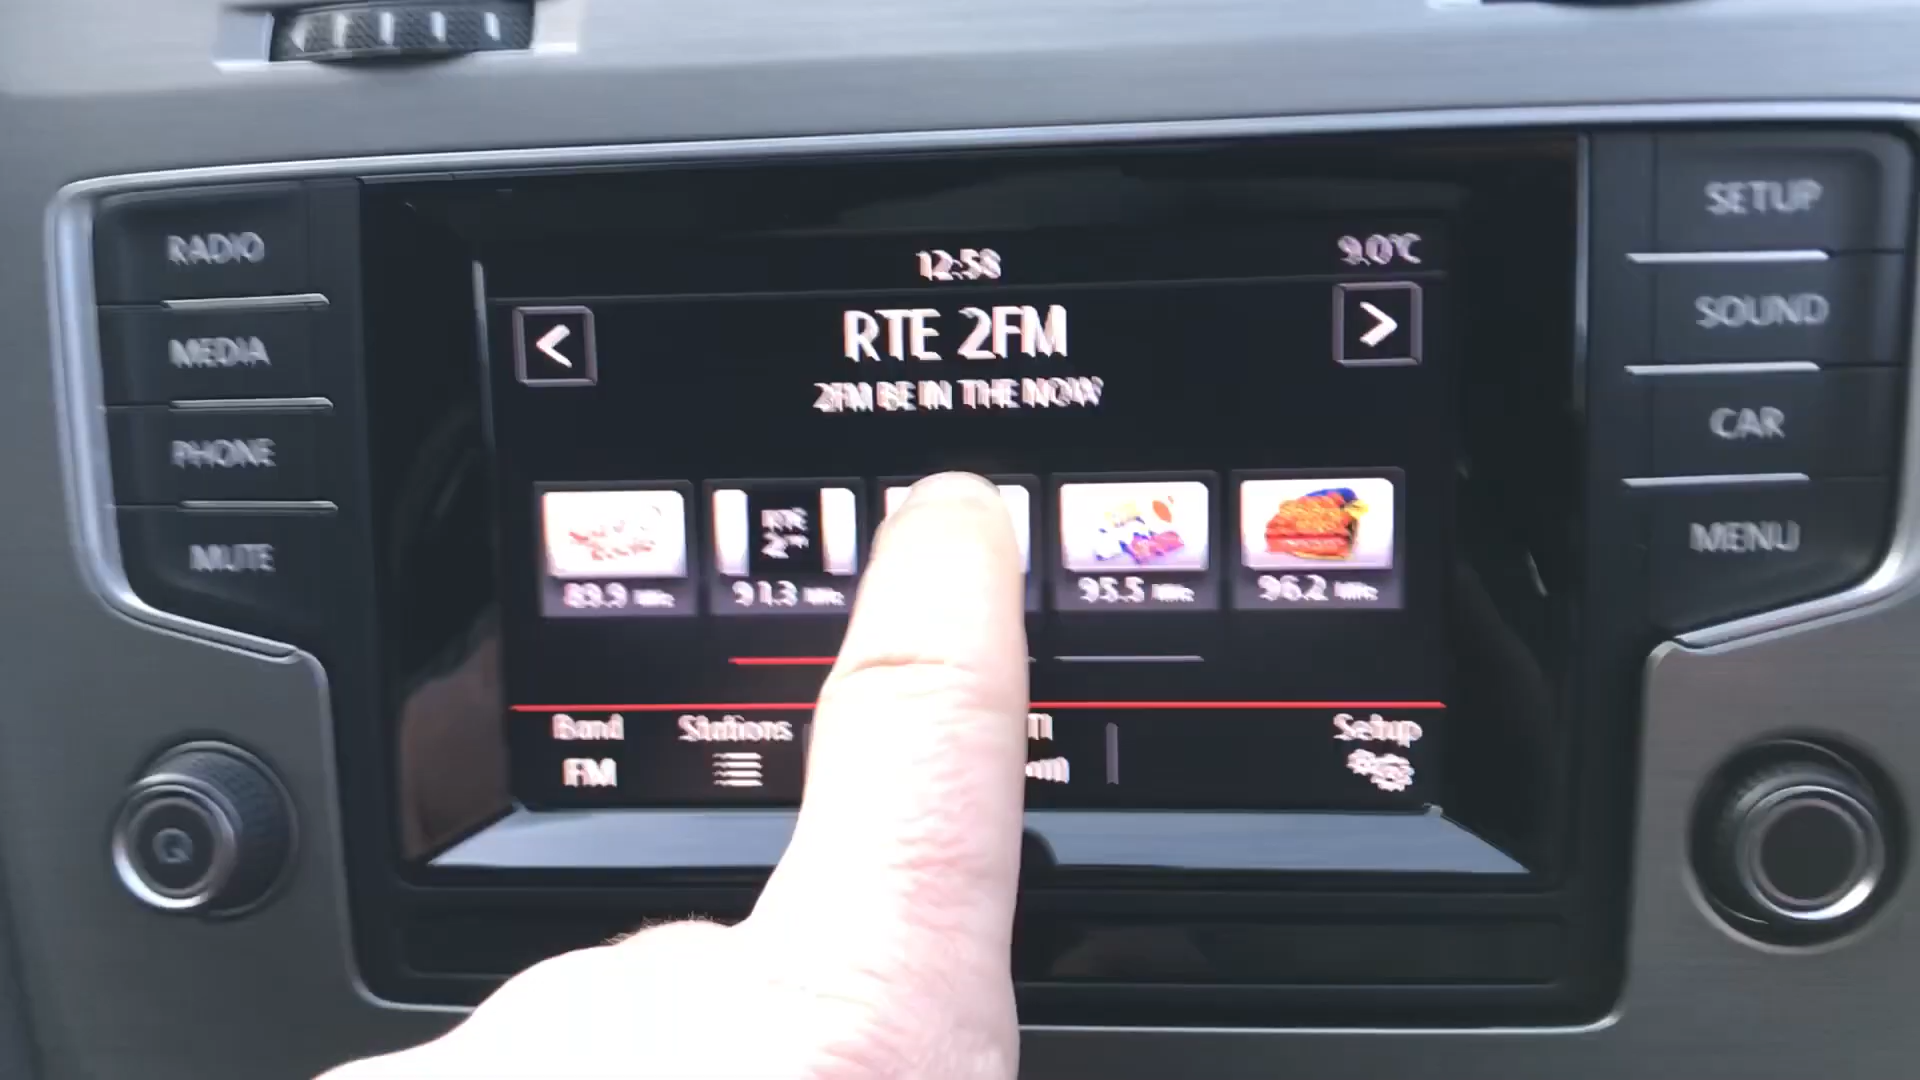 RADIO
MEDIA
PHONE
MUTE
SETUP
SOUND
CAR
MENU
12:58
9.0°C
<
RTE 2FM
>
2FM BE IN THE NOW
RTE
89.9 MHz
91.3 MHz
95.5 MHz
96.2 MHz
Band
Stations
Setup
FM